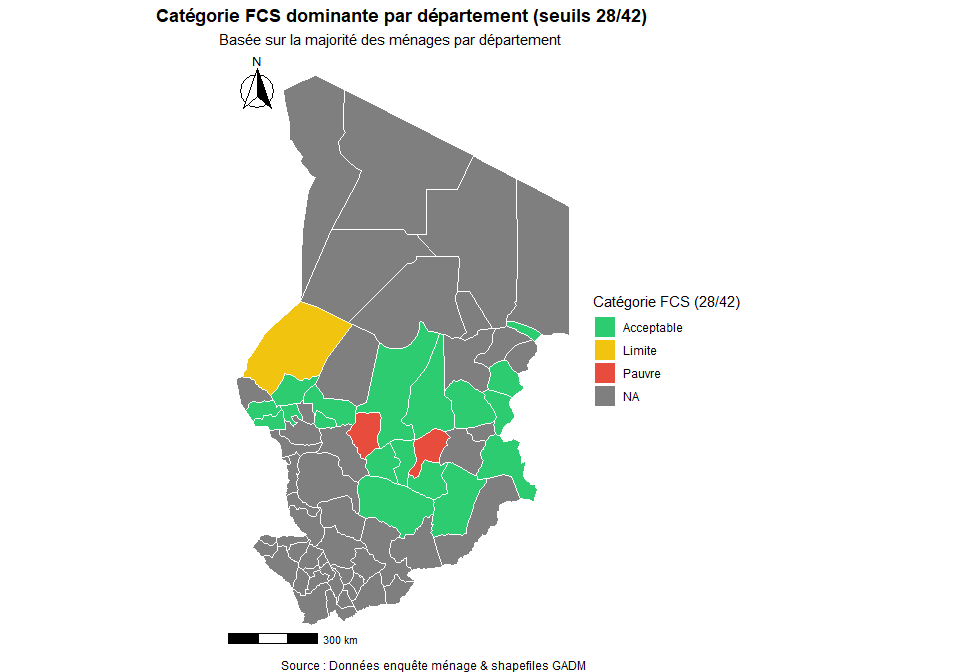 Catégorie FCS dominante par département (seuils 28/42)
Basée sur la majorité des ménages par département
N
Catégorie FCS (28/42)
Acceptable
Limite
Pauvre
NA
300 km
Source : Données enquête ménage & shapefiles GADM